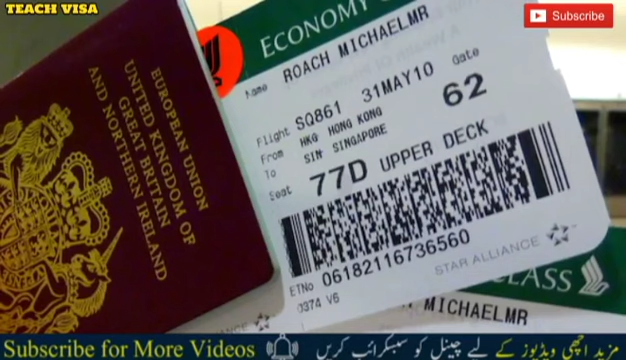 TEACH VISA
Subscribe
EUROPEAN UNION
UNITED KINGDOM OF
GREAT BRITAIN
AND NORTHERN IRELAND
ECONOMY
Name ROACH MICHAELMR
Flight SQ861 31MAY10 Gate
From HKG HONG KONG 62
To SIN SINGAPORE
Seat 77D UPPER DECK
ETNo 06182116736560
0374 V6
STAR ALLIANCE
CLASS
MICHAELMR
Subscribe for More Videos
مزید اچھی ویڈیوز کے لیے چینل کو سبسکرائب کریں